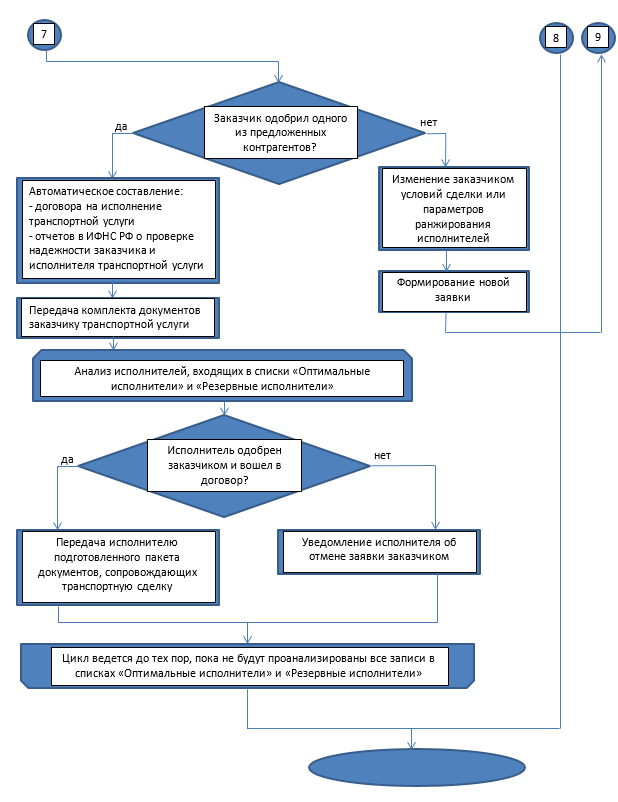 7
8
9
Заказчик одобрил одного
из предложенных
контрагентов?
да
нет
Автоматическое составление:
- договора на исполнение
транспортной услуги
- отчетов в ИФНС РФ о проверке
надежности заказчика и
исполнителя транспортной услуги
Изменение заказчиком
условий сделки или
параметров
ранжирования
исполнителей
Формирование новой
заявки
Передача комплекта документов
заказчику транспортной услуги
Анализ исполнителей, входящих в списки «Оптимальные
исполнители» и «Резервные исполнители»
Исполнитель одобрен
заказчиком и вошел в
договор?
да
нет
Передача исполнителю
подготовленного пакета
документов, сопровождающих
транспортную сделку
Уведомление исполнителя об
отмене заявки заказчиком
Цикл ведется до тех пор, пока не будут проанализированы все записи в
списках «Оптимальные исполнители» и «Резервные исполнители»